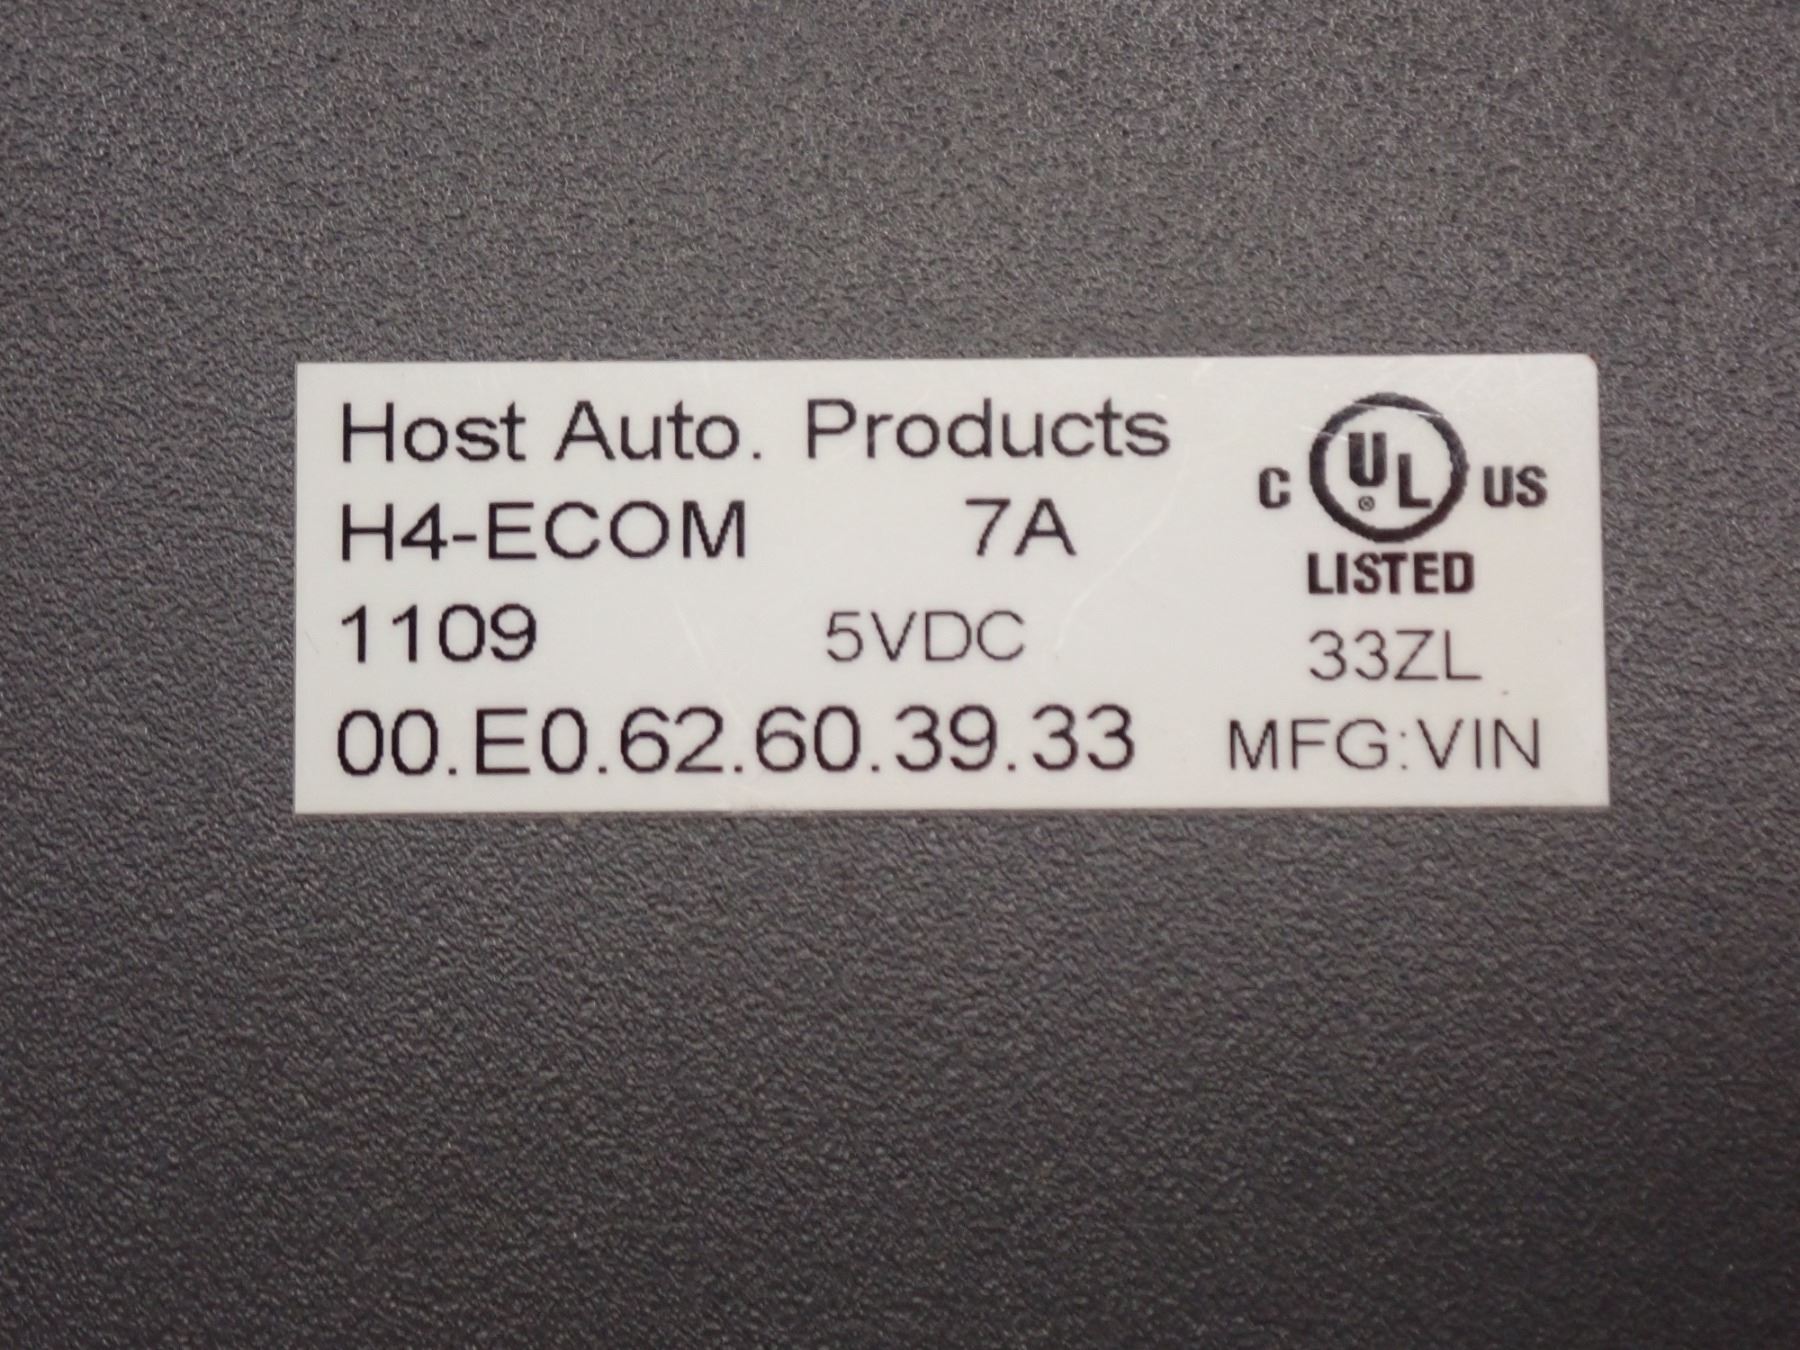 Host Auto. Products
H4-ECOM 7A
1109 5VDC
00.E0.62.60.39.33
C UL® US
LISTED
33ZL
MFG:VIN